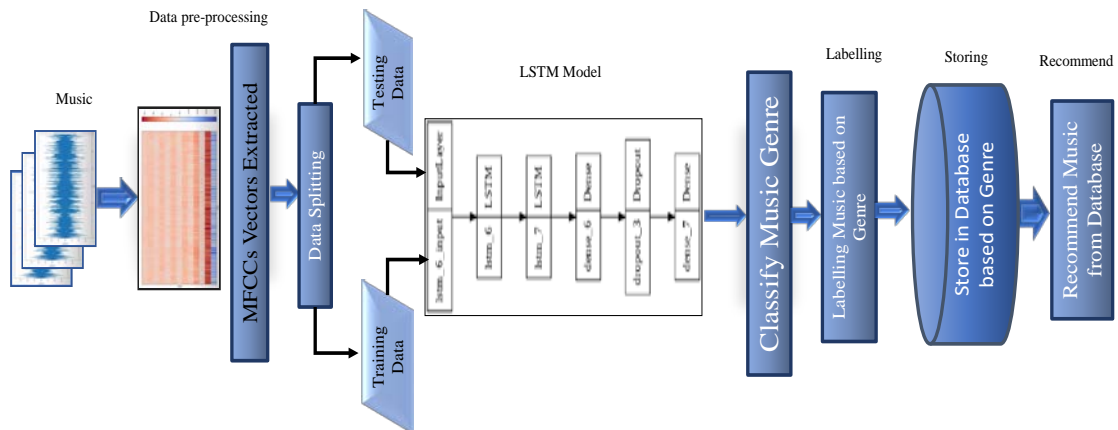 Music
Data pre-processing
MFCCs Vectors Extracted
Data Splitting
Testing
Data
Training
Data
LSTM Model
lstm_6_input
InputLayer
lstm_6
LSTM
lstm_7
LSTM
dense_6
Dense
dropout_3
Dropout
dense_7
Dense
Classify Music Genre
Labelling
Labelling Music based on
Genre
Storing
Store in Database
based on Genre
Recommend
Recommend Music
from Database